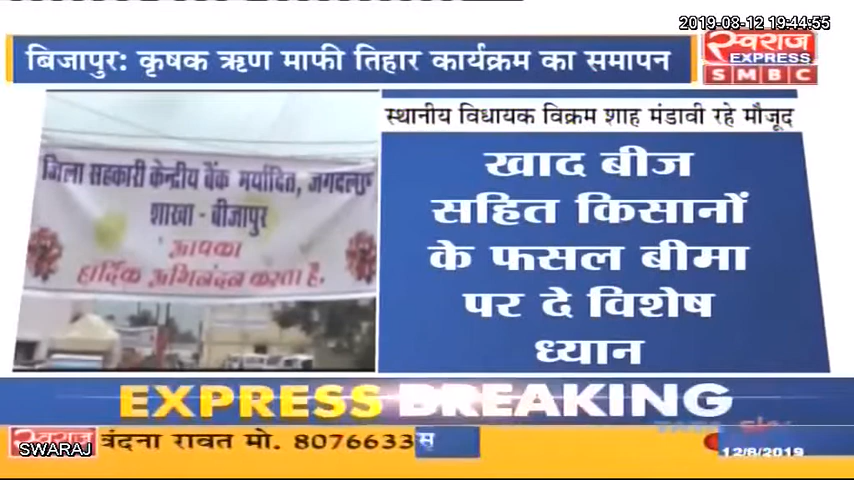 2019-08-12 19:44:55
बिजापुर: कृषक ऋण माफी तिहार कार्यक्रम का समापन
स्वराज
EXPRESS
SMBC
स्थानीय विधायक विक्रम शाह मंडावी रहे मौजूद
जिला सहकारी केन्द्रीय बैंक मर्यादित, जगदलपुर
शाखा - बीजापुर
आपका
हार्दिक अभिनंदन करता है.
खाद बीज
सहित किसानों
के फसल बीमा
पर दे विशेष
ध्यान
EXPRESS BREAKING
स्वराज
SWARAJ
वंदना रावत मो. 8076633
12/8/2019